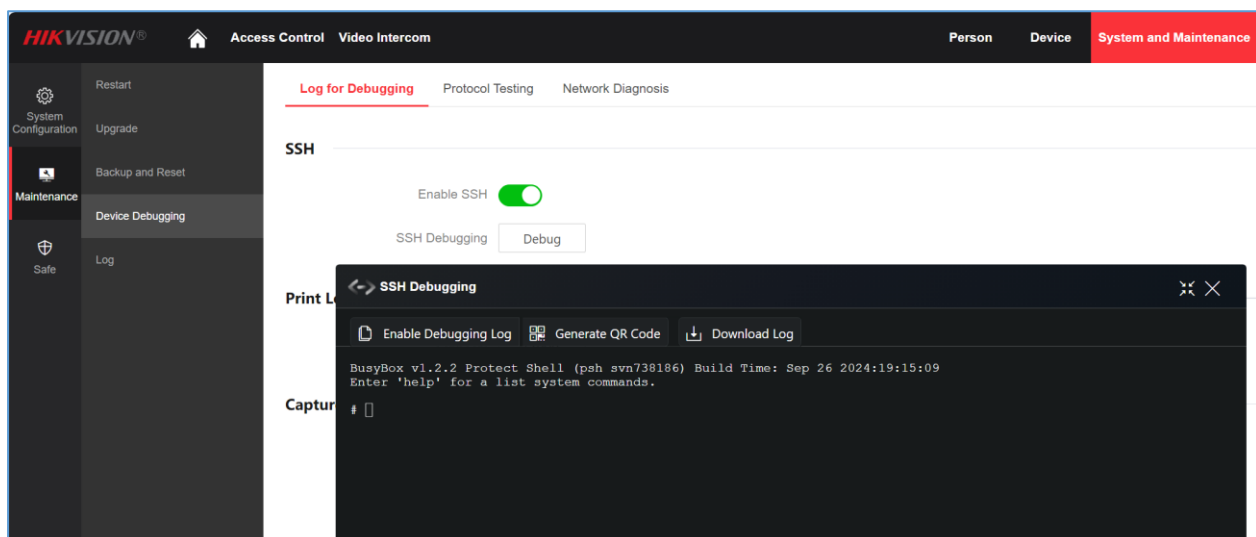 HIKVISION® Access Control Video Intercom Person Device System and Maintenance
System Configuration
Maintenance
Safe
Restart
Upgrade
Backup and Reset
Device Debugging
Log
Log for Debugging Protocol Testing Network Diagnosis
SSH
Enable SSH
SSH Debugging Debug
Print L
Captur
SSH Debugging
Enable Debugging Log Generate QR Code Download Log
BusyBox v1.2.2 Protect Shell (psh svn738186) Build Time: Sep 26 2024:19:15:09
Enter 'help' for a list system commands.
#